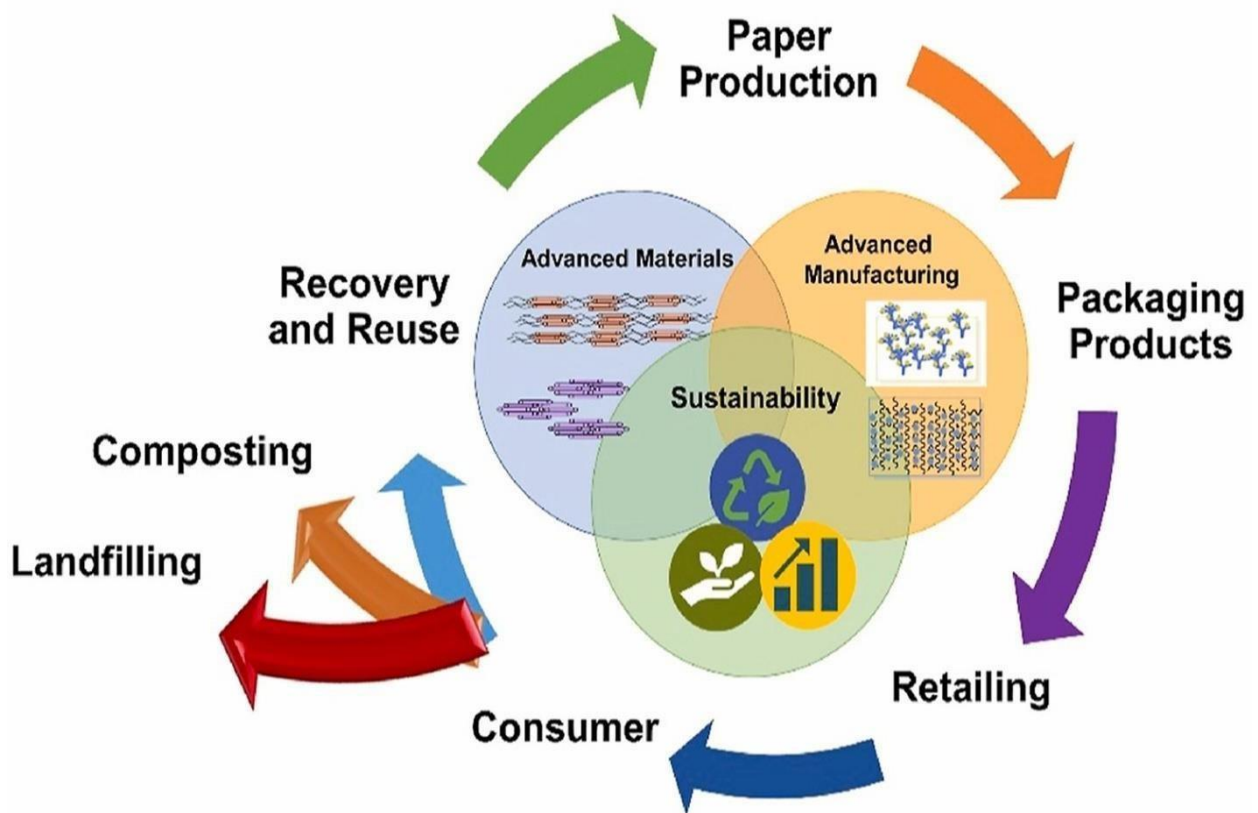 Paper
Production
Advanced Materials
Advanced
Manufacturing
Recovery
and Reuse
Packaging
Products
Sustainability
Composting
Landfilling
Retailing
Consumer